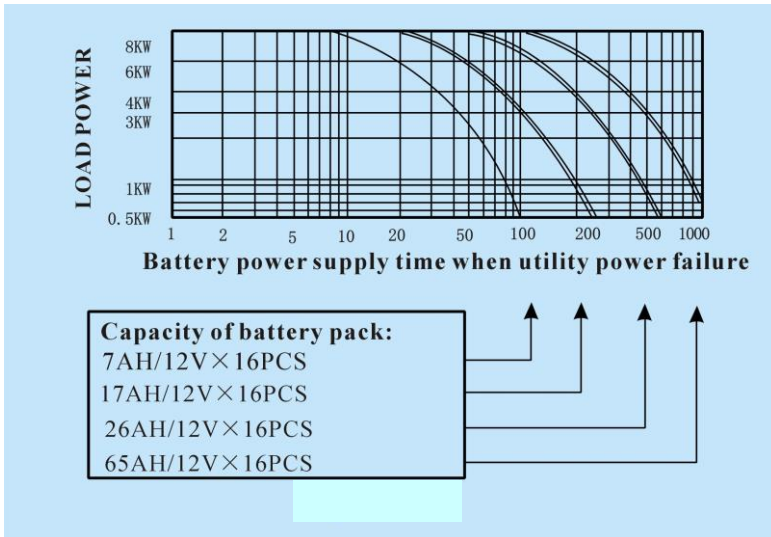 LOAD POWER
8KW
6KW
4KW
3KW
1KW
0.5KW
1 2 5 10 20 50 100 200 500 1000
Battery power supply time when utility power failure
Capacity of battery pack:
7AH/12V×16PCS
17AH/12V×16PCS
26AH/12V×16PCS
65AH/12V×16PCS